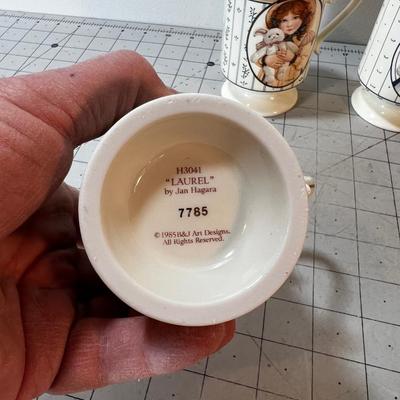 H3041
"LAUREL"
by Jan Hagara
7785
©1985 B&J Art Designs.
All Rights Reserved.